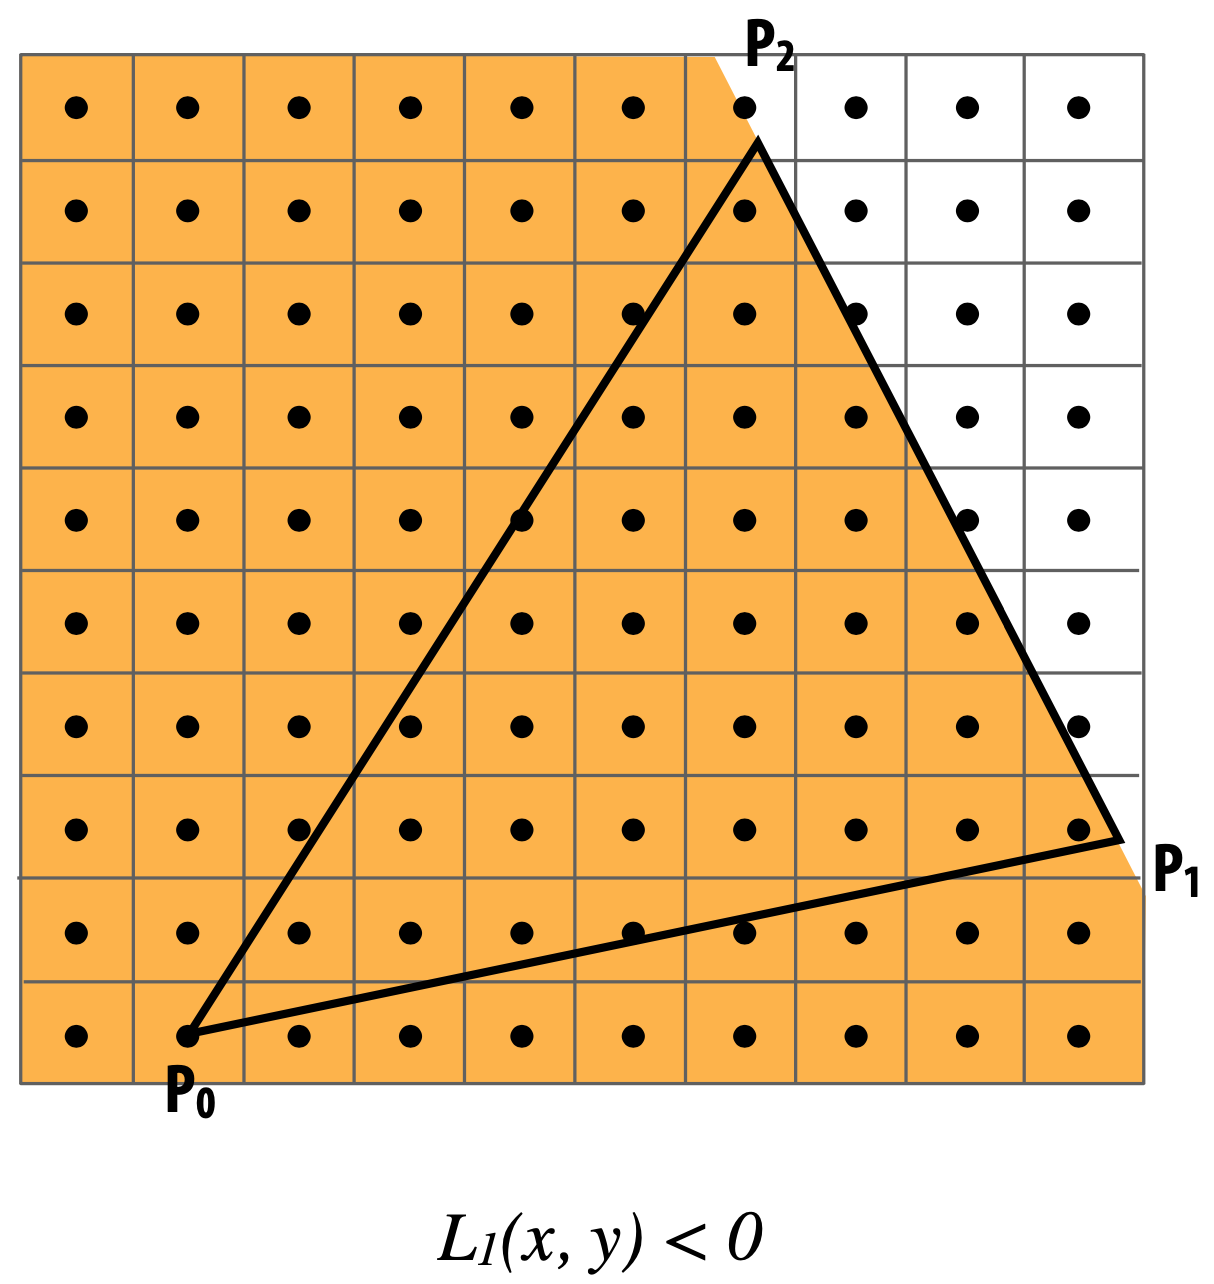 P₂
P₁
P₀
L₁(x, y) < 0